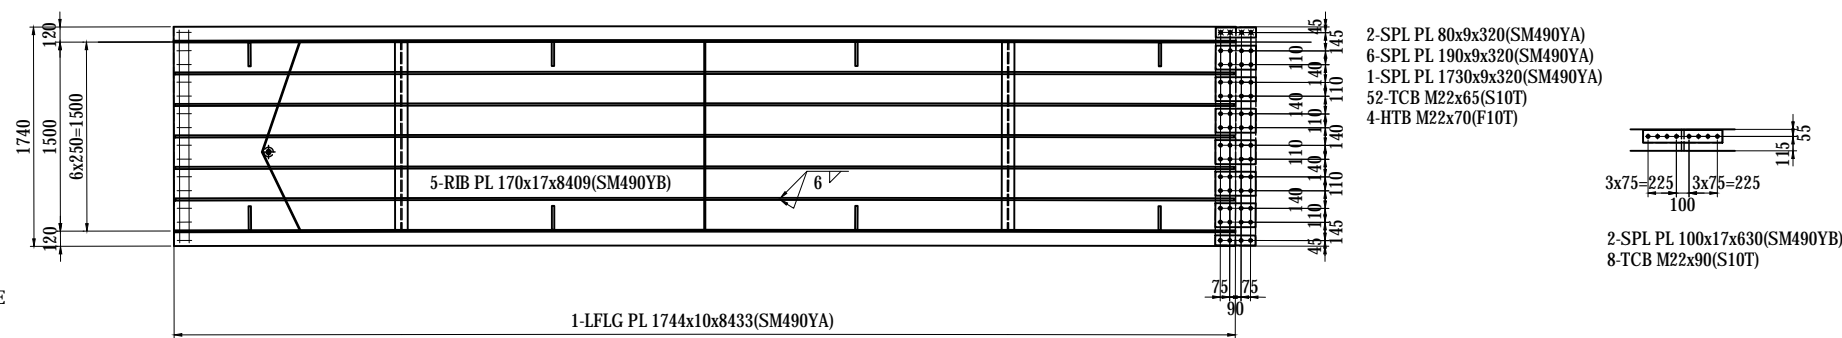 2-SPL PL 80x9x320(SM490YA)
6-SPL PL 190x9x320(SM490YA)
1-SPL PL 1730x9x320(SM490YA)
52-TCB M22x65(S10T)
4-HTB M22x70(F10T)
120
1740
1500
6x250=1500
120
5-RIB PL 170x17x8409(SM490YB)
6
45
145
110
140
110
140
110
140
110
140
110
140
110
145
45
75
75
90
1-LFLG PL 1744x10x8433(SM490YA)
E
55
115
3x75=225
3x75=225
100
2-SPL PL 100x17x630(SM490YB)
8-TCB M22x90(S10T)